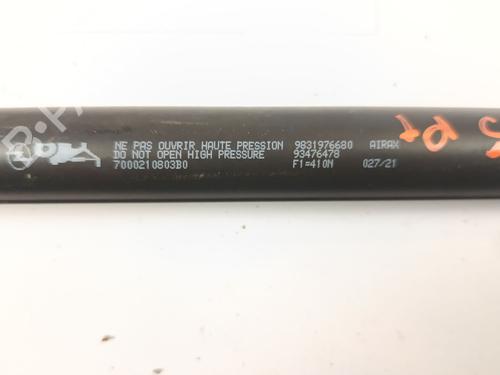 NE PAS OUVRIR HAUTE PRESSION 9831976680 AIRAX
DO NOT OPEN HIGH PRESSURE 93476478
7000210803B0 F1=410N 027/21